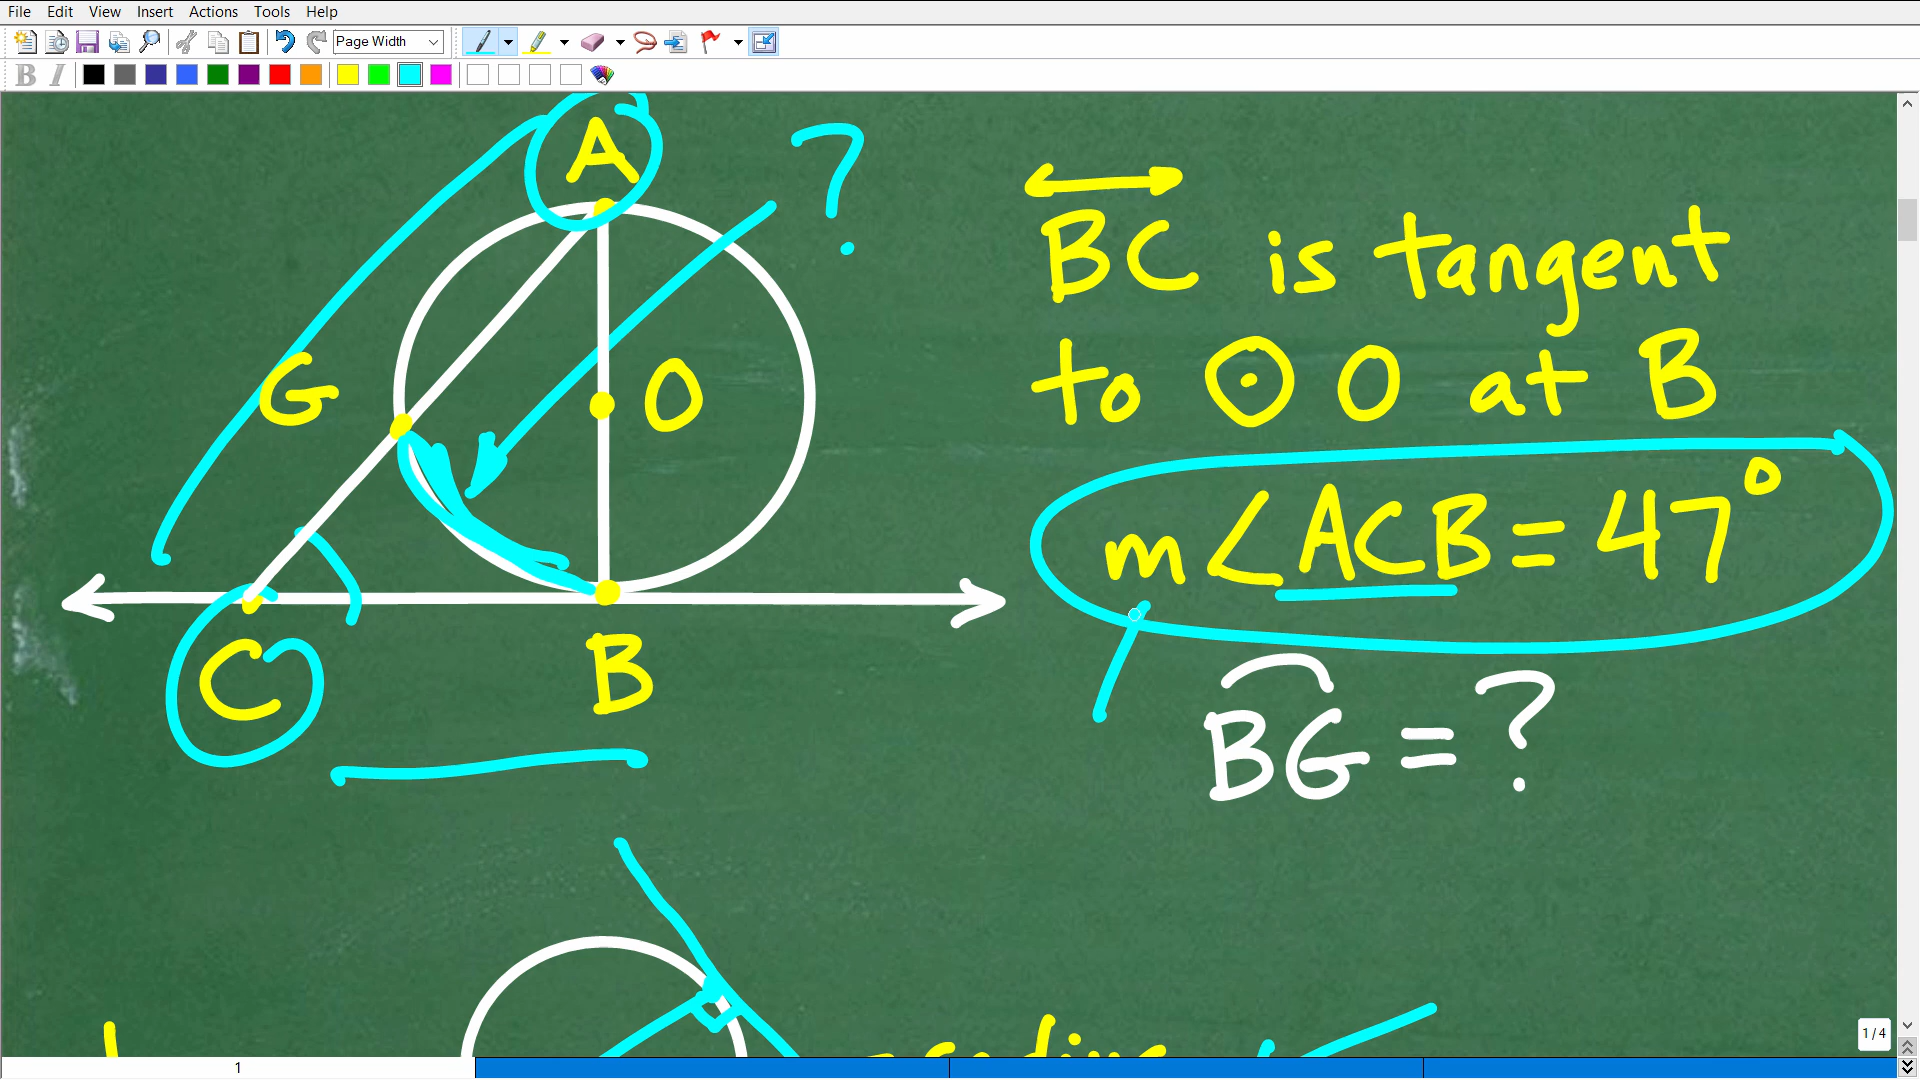 File Edit View Insert Actions Tools Help
Page Width
B I
A
?
G
O
C
B
BC is tangent
to ⊙ O at B
m∠ACB = 47°
BG = ?
1 / 4
1